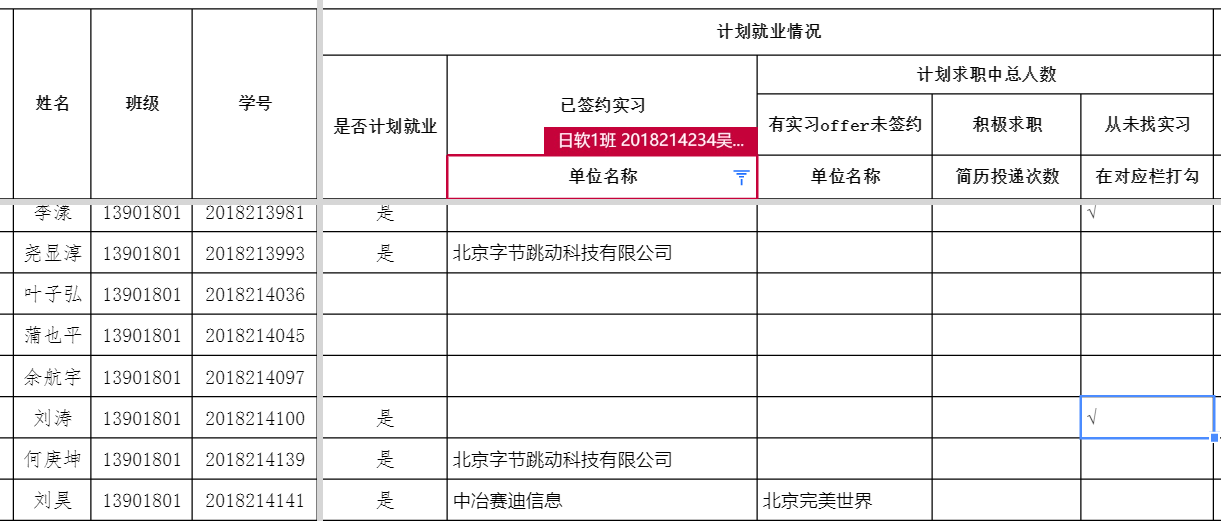 计划就业情况
姓名 班级 学号 是否计划就业 已签约实习 计划求职中总人数
有实习offer未签约 积极求职 从未找实习
日软1班 2018214234吴...
单位名称 单位名称 简历投递次数 在对应栏打勾
李漾 13901801 2018213981 是 √
尧显淳 13901801 2018213993 是 北京字节跳动科技有限公司
叶子弘 13901801 2018214036
蒲也平 13901801 2018214045
余航宇 13901801 2018214097
刘涛 13901801 2018214100 是 √
何庚坤 13901801 2018214139 是 北京字节跳动科技有限公司
刘昊 13901801 2018214141 是 中冶赛迪信息 北京完美世界